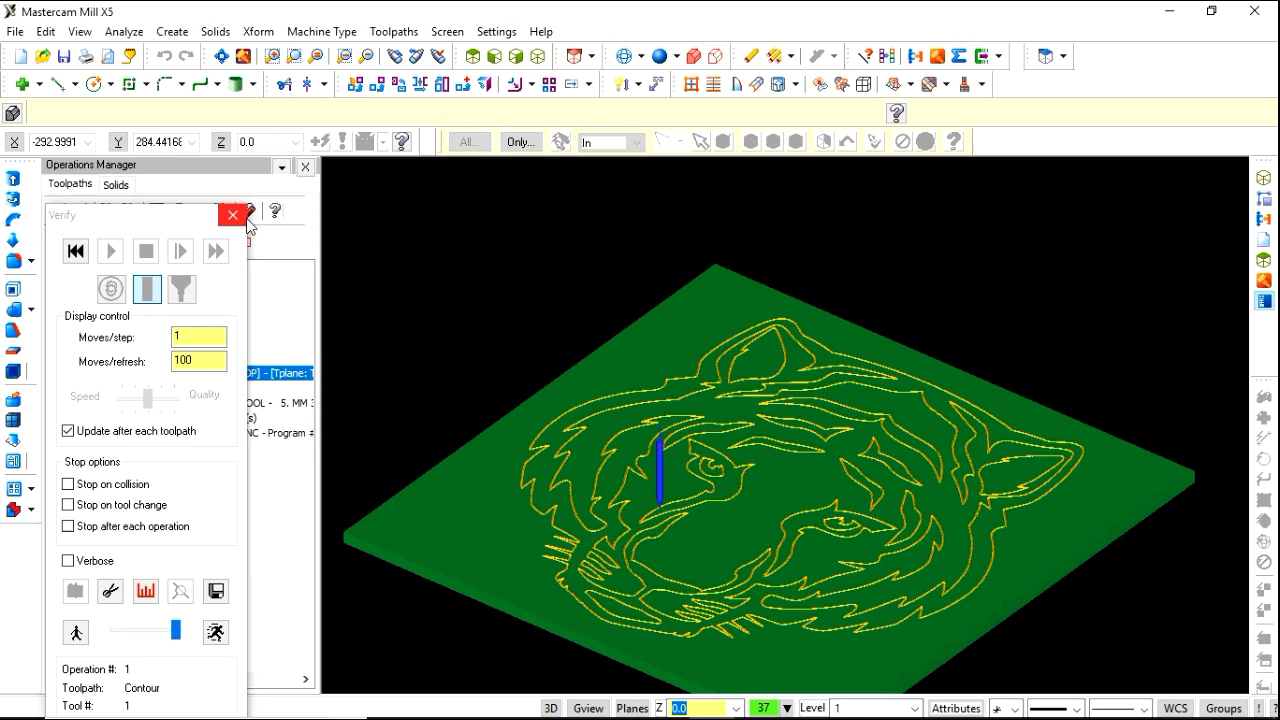 Mastercam Mill X5
File Edit View Analyze Create Solids Xform Machine Type Toolpaths Screen Settings Help
X -292.9991 Y 284.4416 Z 0.0 All... Only... In
Operations Manager
Toolpaths Solids
Verify
Display control
Moves/step: 1
Moves/refresh: 100
Speed Quality
OP] - [Tplane: T
OOL - 5. MM
(s)
NC - Program #
Update after each toolpath
Stop options
Stop on collision
Stop on tool change
Stop after each operation
Verbose
Operation #: 1
Toolpath: Contour
Tool #: 1
3D Gview Planes Z 0.0 37 Level 1 Attributes WCS Groups